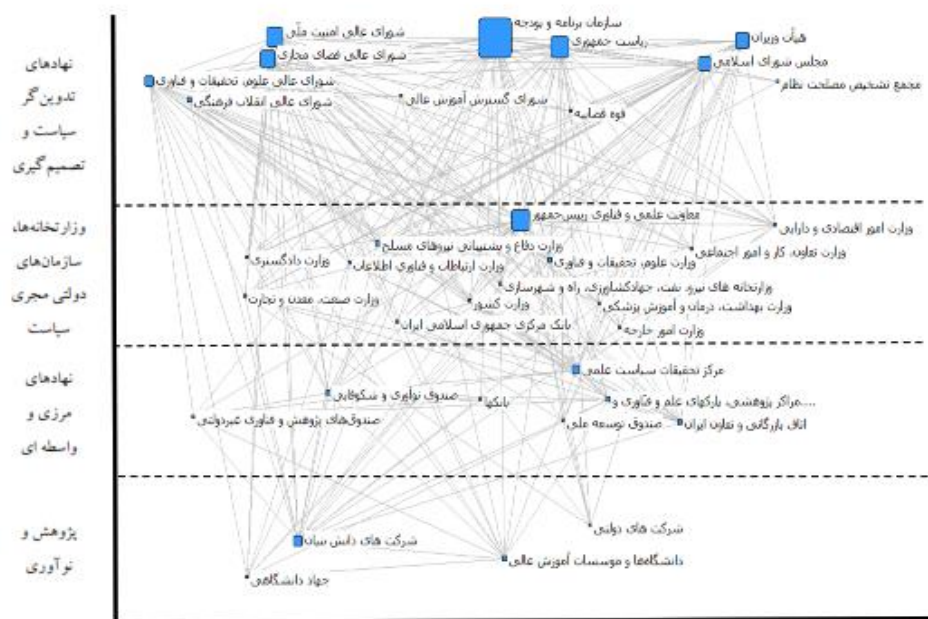 نهادهای
تدوین گر
سیاست و
تصمیم گیری
سازمان برنامه و بودجه
شورای عالی امنیت ملّی
ریاست جمهوری
هیأت وزیران
شورای عالی فضای مجازی
مجلس شورای اسلامی
شورای عالی علوم، تحقیقات و فناوری
مجمع تشخیص مصلحت نظام
شورای عالی انقلاب فرهنگی
شورای گسترش آموزش عالی
قوه قضاییه
وزارتخانه‌ها،
سازمان‌های
دولتی مجری
سیاست
معاونت علمی و فناوری رییس‌جمهور
وزارت امور اقتصادی و دارایی
وزارت دفاع و پشتیبانی نیروهای مسلح
وزارت تعاون، کار و امور اجتماعی
وزارت دادگستری
وزارت ارتباطات و فناوری اطلاعات
وزارت علوم، تحقیقات و فناوری
وزارتخانه های نیرو، نفت، جهادکشاورزی، راه و شهرسازی
وزارت صنعت، معدن و تجارت
وزارت کشور
وزارت بهداشت، درمان و آموزش پزشکی
بانک مرکزی جمهوری اسلامی ایران
وزارت امور خارجه
نهادهای
مرزی و
واسطه ای
مرکز تحقیقات سیاست علمی
صندوق نوآوری و شکوفایی
بانکها
مراکز پژوهشی، پارکهای علم و فناوری و....
صندوق‌های پژوهش و فناوری غیردولتی
صندوق توسعه ملی
اتاق بازرگانی و تعاون ایران
پژوهش و
نوآوری
شرکت های دولتی
شرکت های دانش بنیان
دانشگاه‌ها و موسسات آموزش عالی
جهاد دانشگاهی